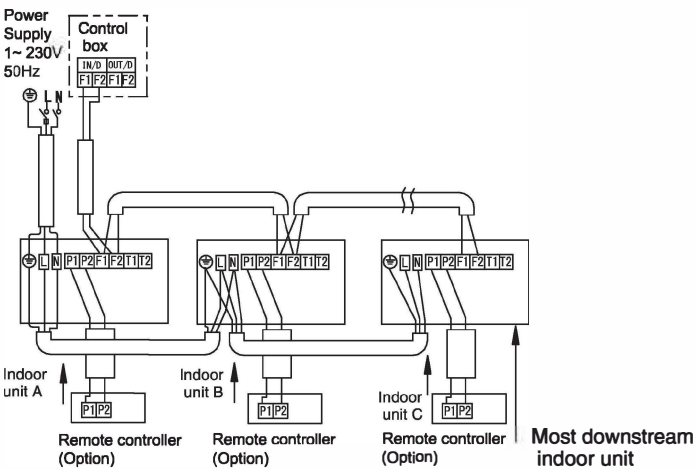 Power
Supply
1~ 230V
50Hz
Control
box
IN/D OUT/D
F1 F2 F1 F2
L N
L N P1 P2 F1 F2 T1 T2
L N P1 P2 F1 F2 T1 T2
L N P1 P2 F1 F2 T1 T2
Indoor
unit A
Indoor
unit B
Indoor
unit C
P1 P2
P1 P2
P1 P2
Remote controller
(Option)
Remote controller
(Option)
Remote controller
(Option)
Most downstream
indoor unit